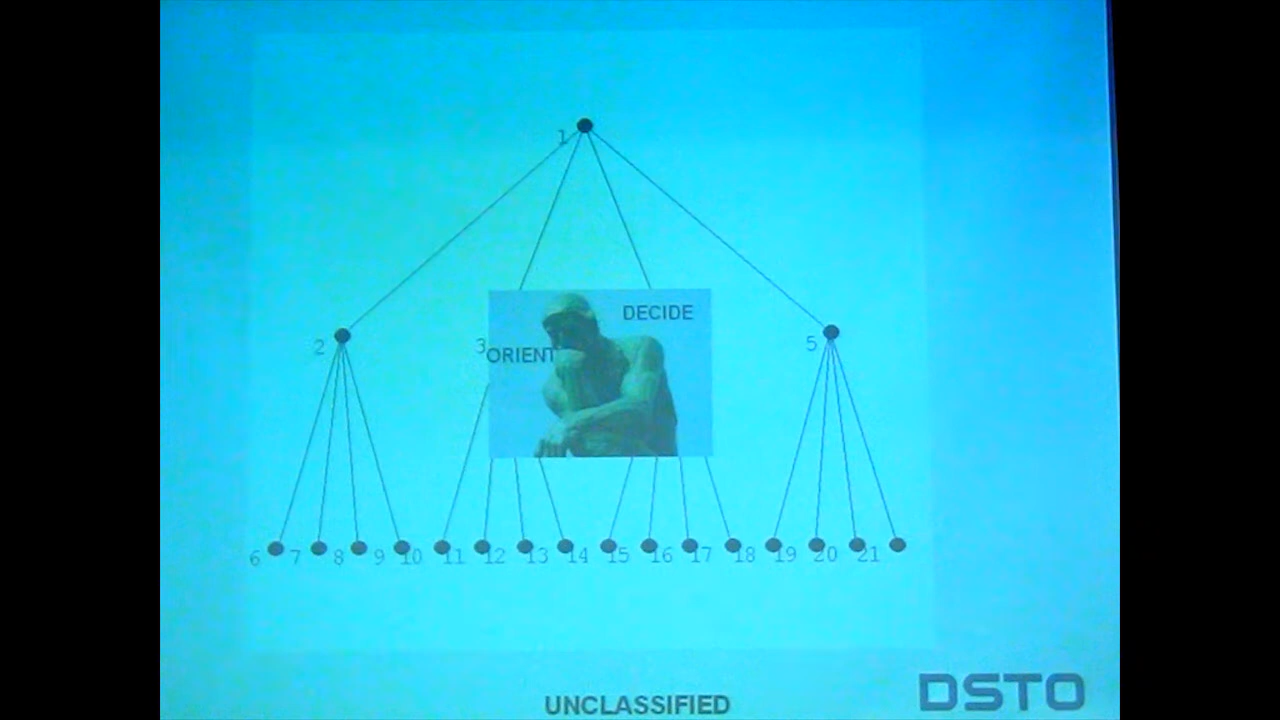 1
DECIDE
2
3
ORIENT
5
6 7 8 9 10 11 12 13 14 15 16 17 18 19 20 21
UNCLASSIFIED
DSTO